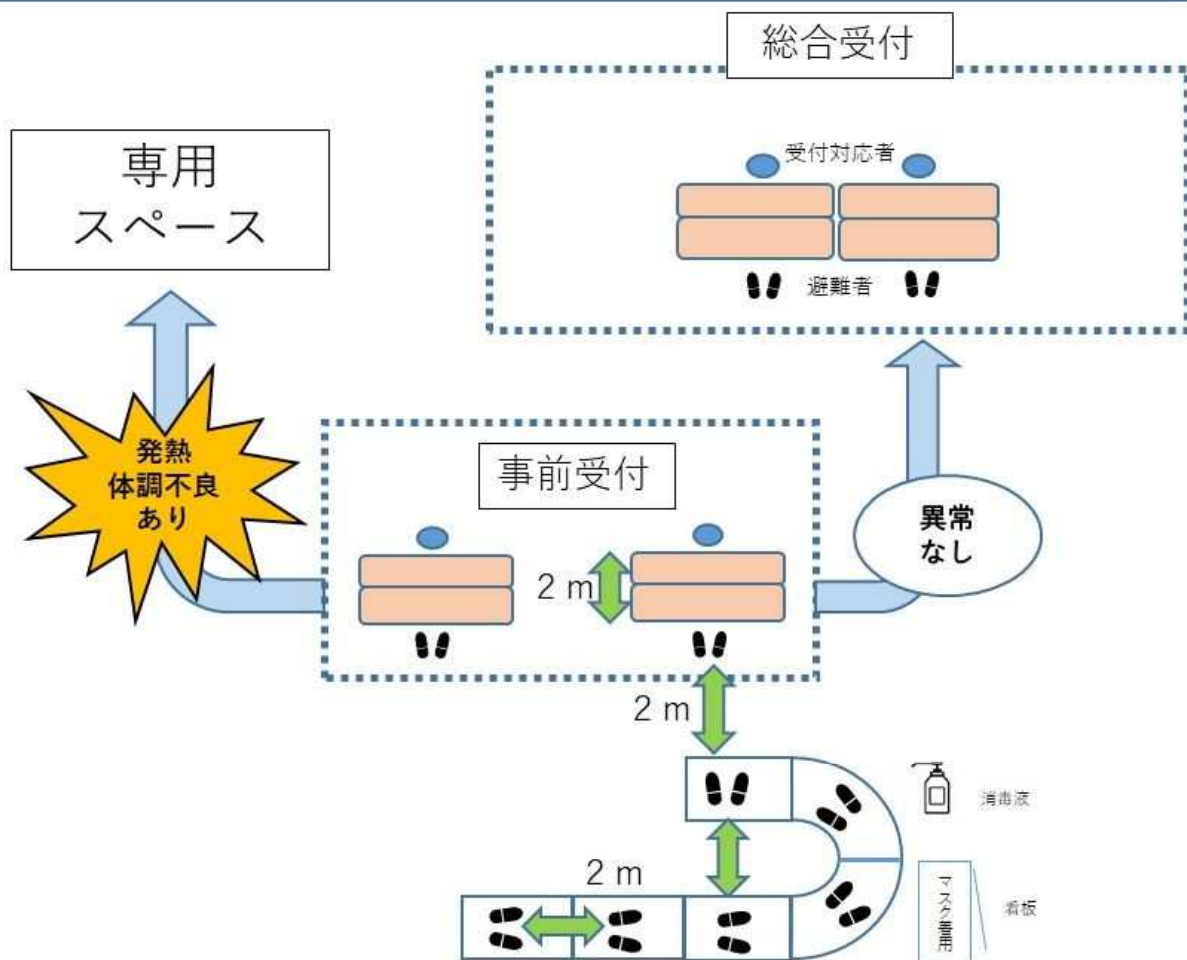 総合受付
受付対応者
避難者
専用
スペース
発熱
体調不良
あり
事前受付
2 m
異常
なし
2 m
2 m
消毒液
マスク着用
看板